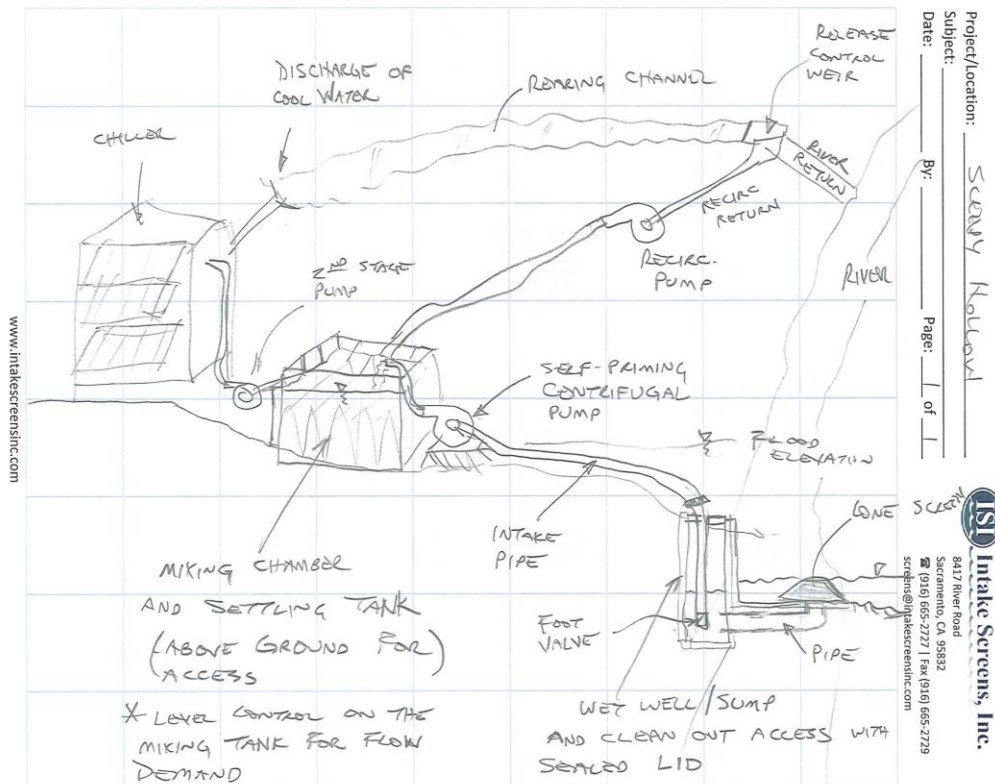 Project/Location: Hollow
Subject:
Date: By: Page: 1 of 1
ISI Intake Screens, Inc.
8417 River Road
Sacramento, CA 95832
☎ (916) 665-2727 | Fax (916) 665-2729
screens@intakescreensinc.com
www.intakescreensinc.com
RELEASE
CONTROL
WEIR
DISCHARGE OF
COOL WATER
REARING CHANNEL
CHILLER
RIVER
RETURN
RECIRC
RETURN
RECIRC.
PUMP
RIVER
2ND STAGE
PUMP
SELF-PRIMING
CENTRIFUGAL
PUMP
FLOOD
ELEVATION
CONE SCREEN
INTAKE
PIPE
MIXING CHAMBER
AND SETTLING TANK
(ABOVE GROUND FOR)
ACCESS
* LEVEL CONTROL ON THE
MIXING TANK FOR FLOW
DEMAND
FOOT
VALVE
PIPE
WET WELL/SUMP
AND CLEAN OUT ACCESS WITH
SEALED LID